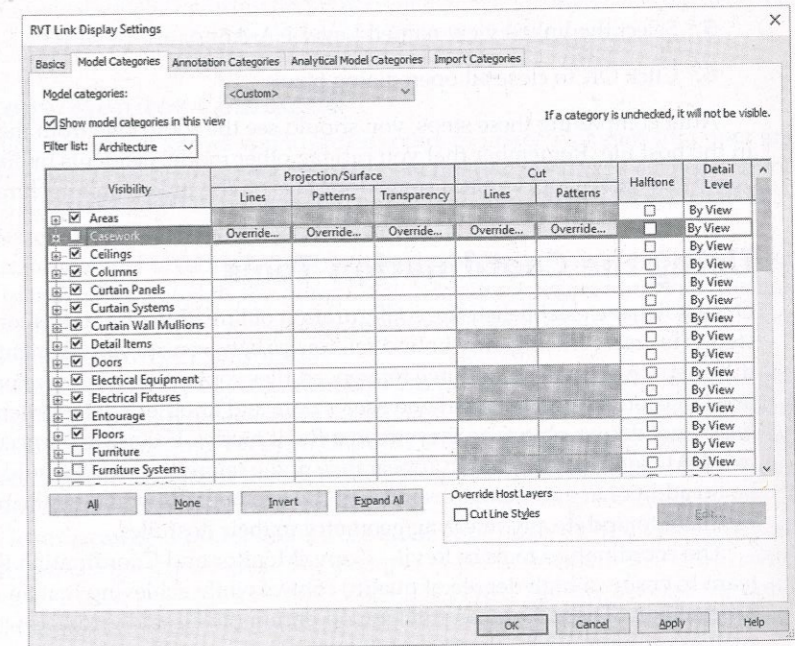 RVT Link Display Settings
Basics Model Categories Annotation Categories Analytical Model Categories Import Categories
Model categories: <Custom>
Show model categories in this view
If a category is unchecked, it will not be visible.
Filter list: Architecture
Visibility Projection/Surface Cut Halftone Detail Level
Lines Patterns Transparency Lines Patterns
Areas By View
Casework Override... Override... Override... Override... Override... By View
Ceilings By View
Columns By View
Curtain Panels By View
Curtain Systems By View
Curtain Wall Mullions By View
Detail Items By View
Doors By View
Electrical Equipment By View
Electrical Fixtures By View
Entourage By View
Floors By View
Furniture By View
Furniture Systems By View
All None Invert Expand All
Override Host Layers
Cut Line Styles Edit...
OK Cancel Apply Help